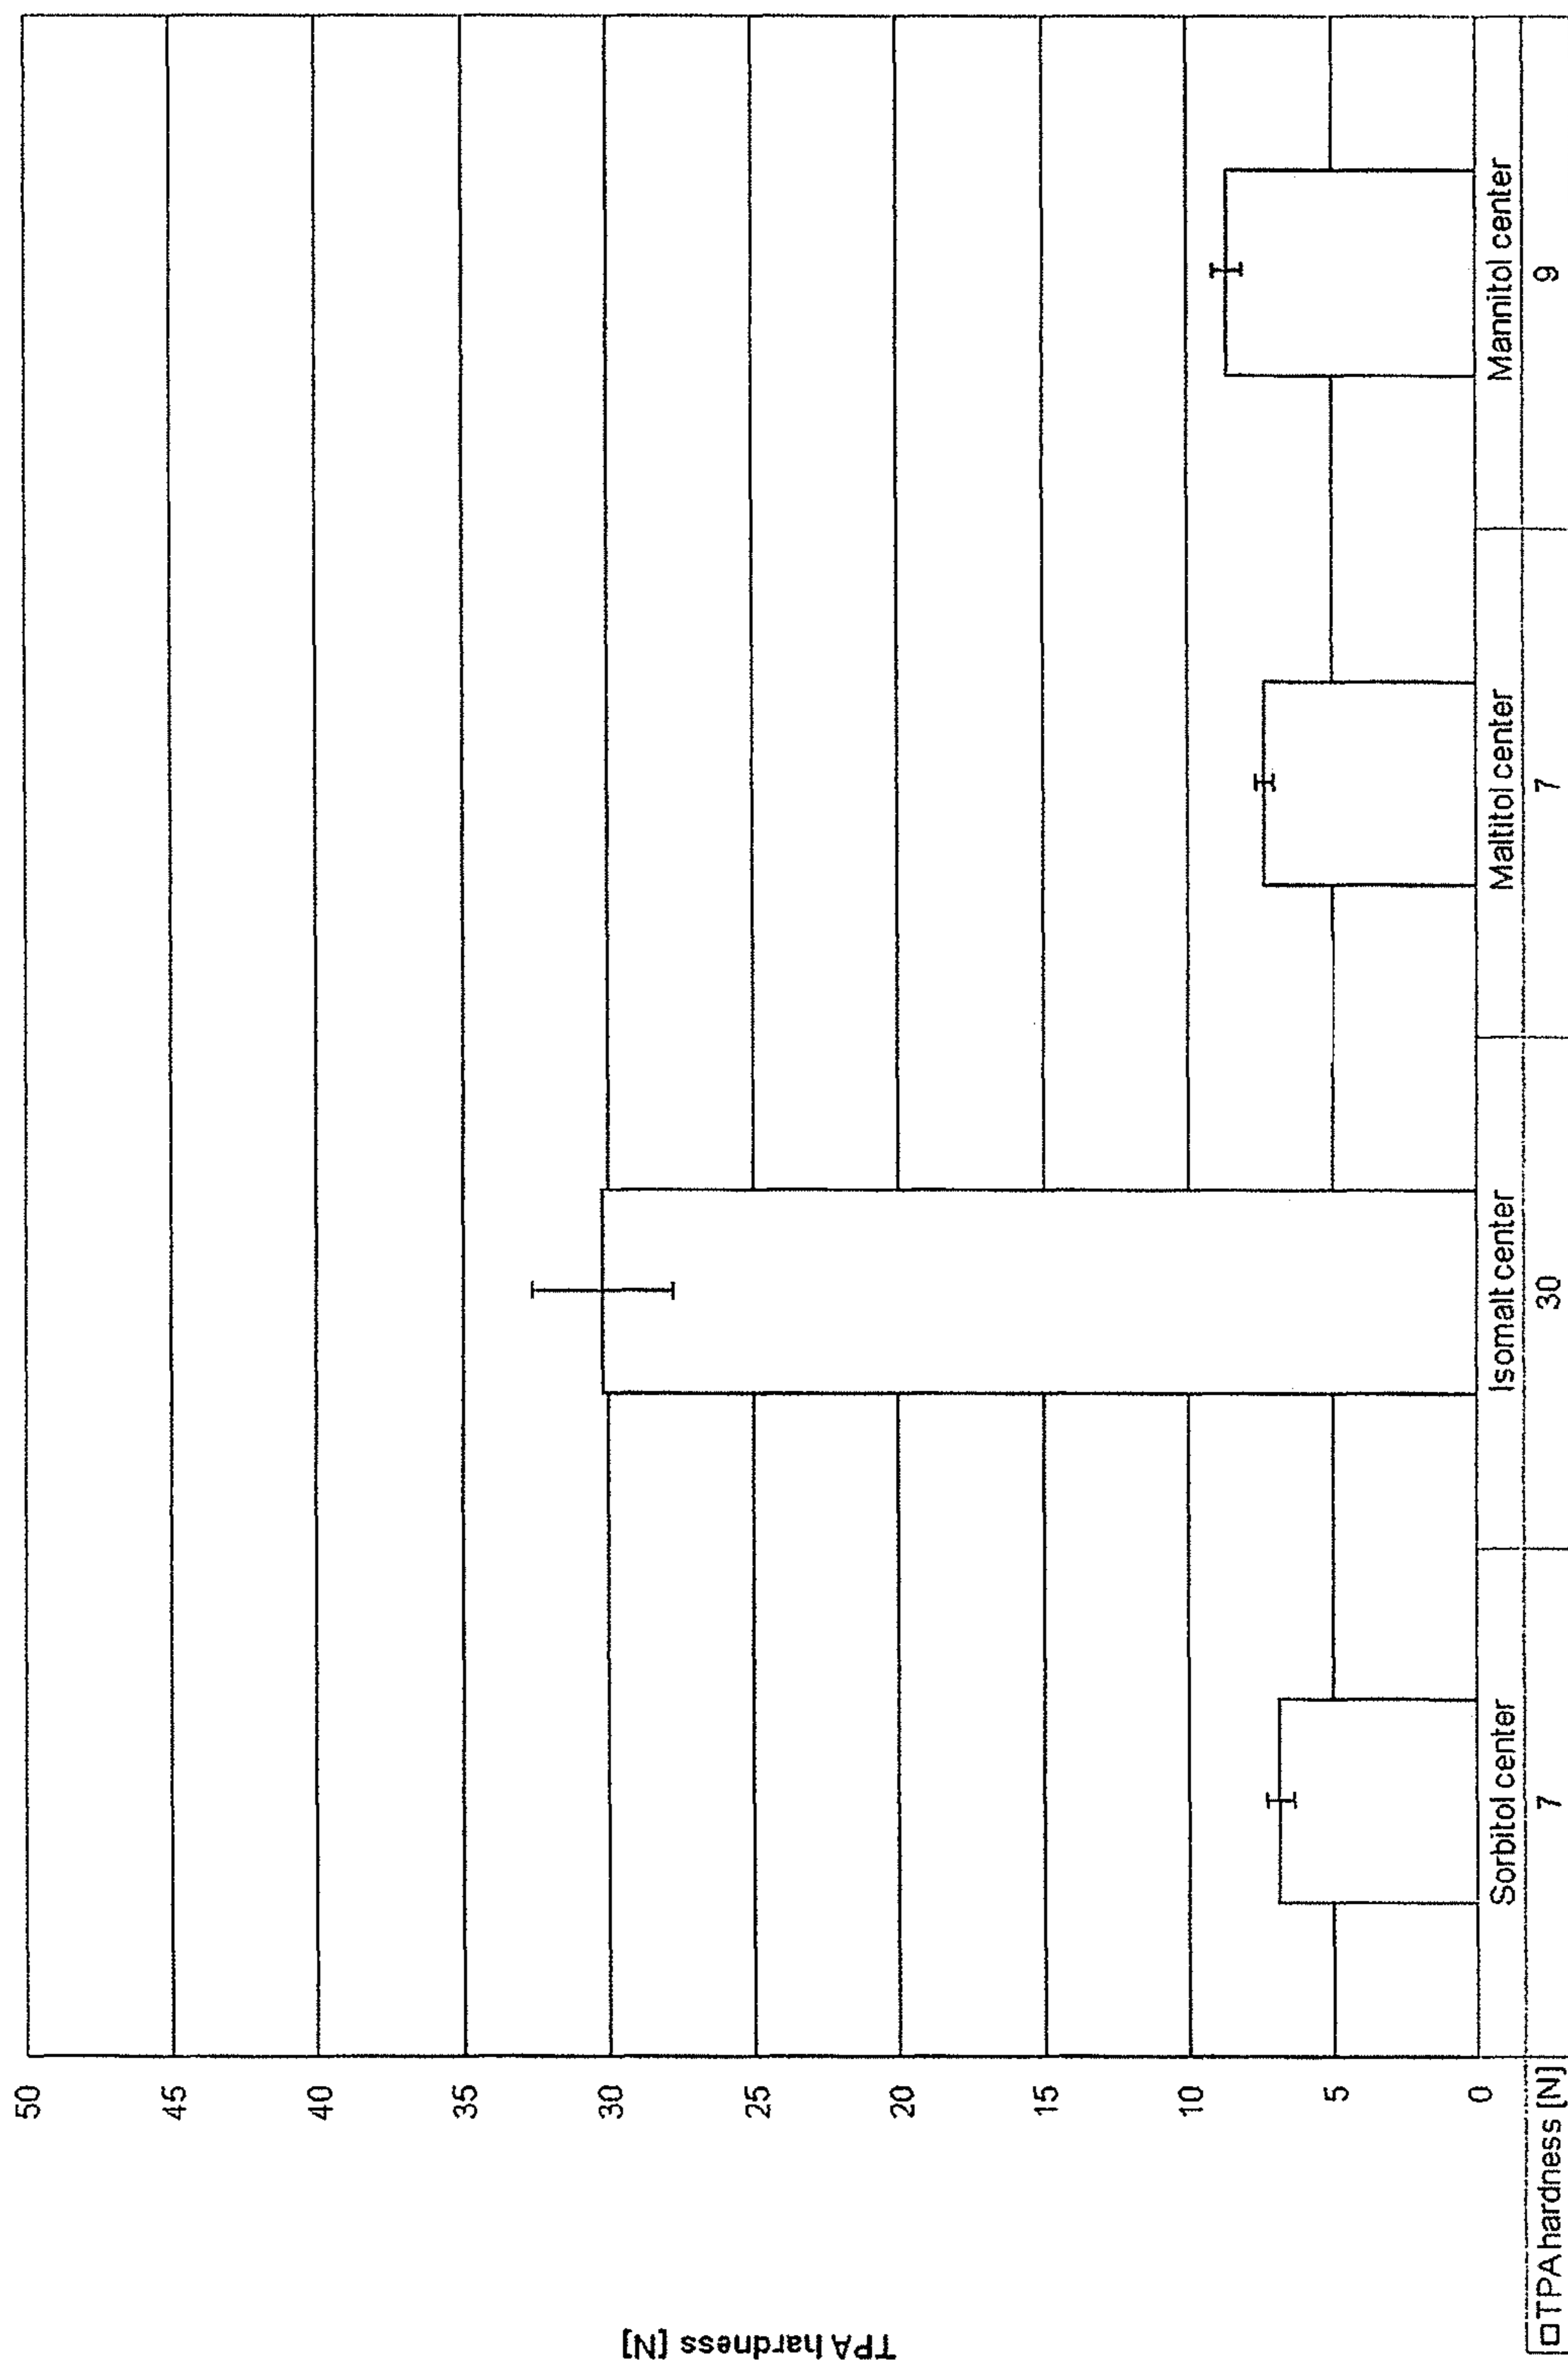 TPA hardness [N]
50
45
40
35
30
25
20
15
10
5
0
Sorbitol center
Isomalt center
Maltitol center
Mannitol center
TPA hardness [N]
7
30
7
9